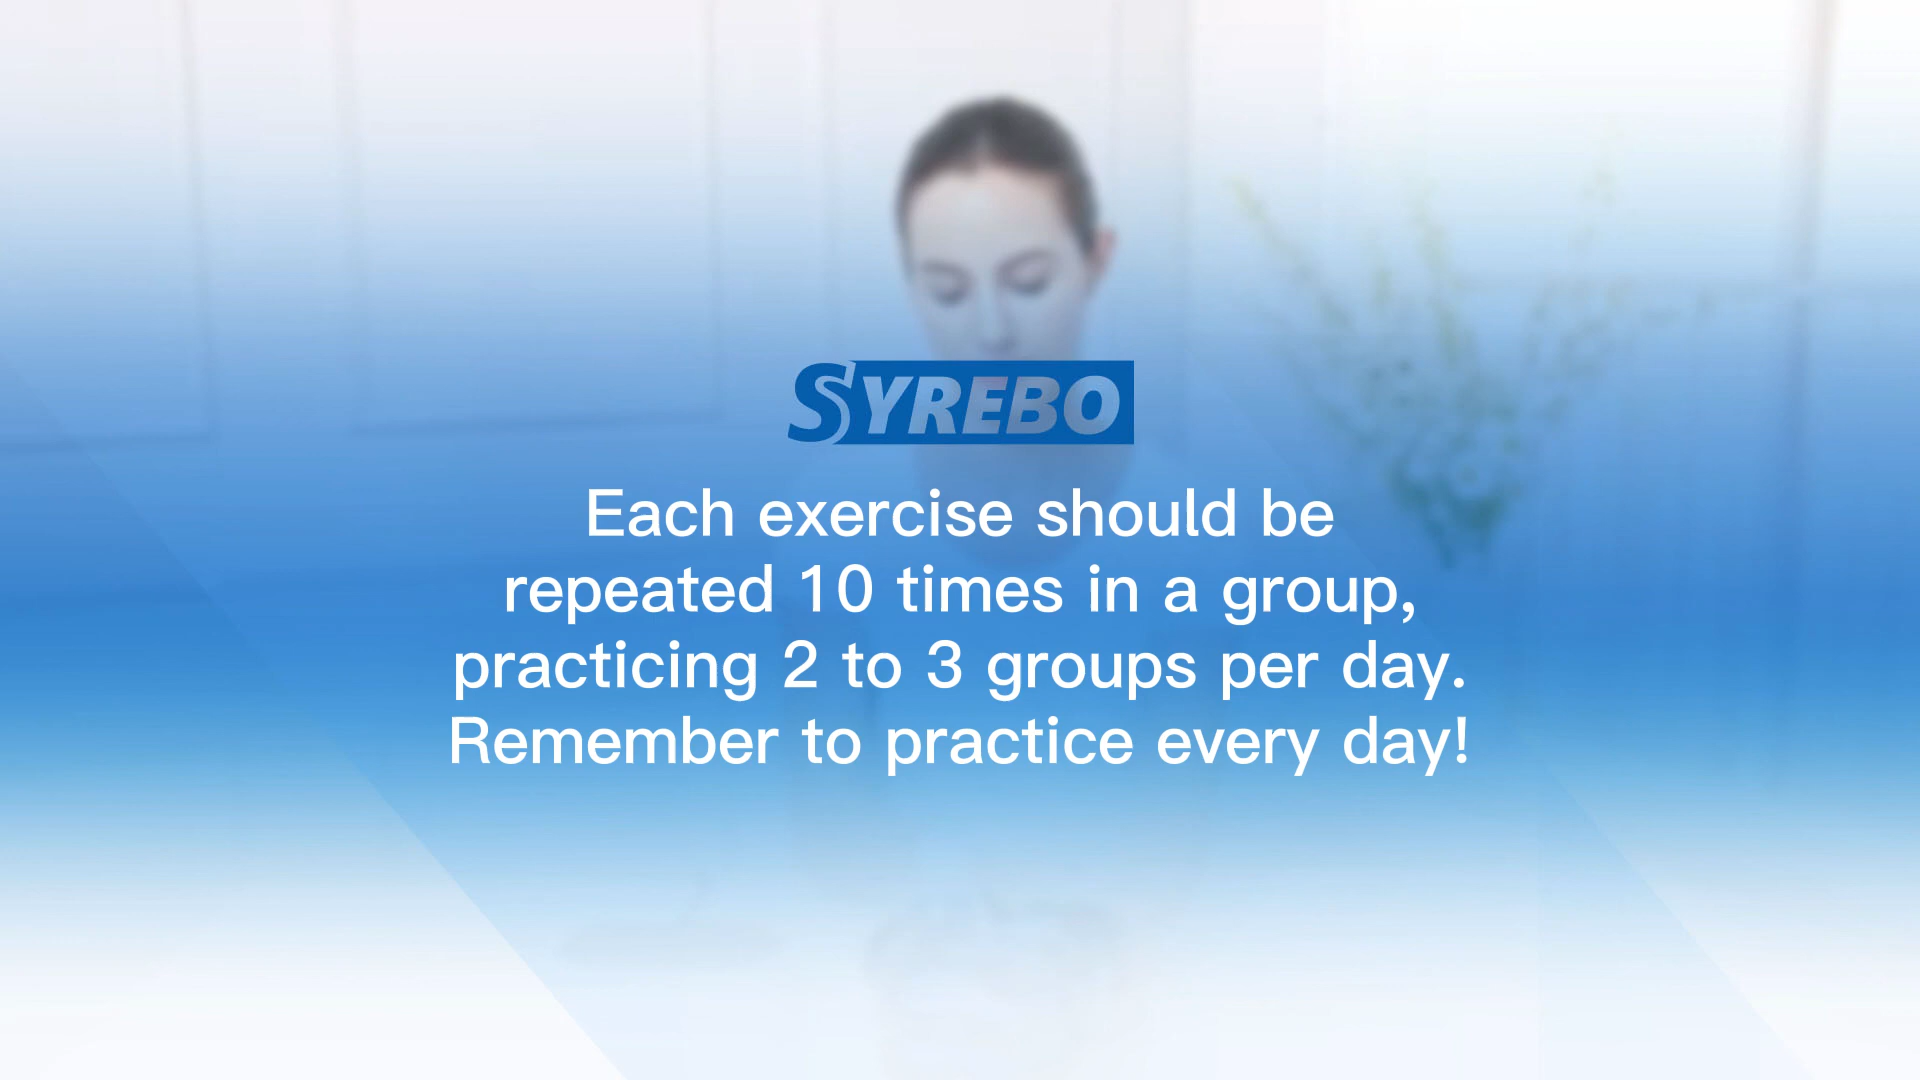 SYREBO
Each exercise should be
repeated 10 times in a group,
practicing 2 to 3 groups per day.
Remember to practice every day!